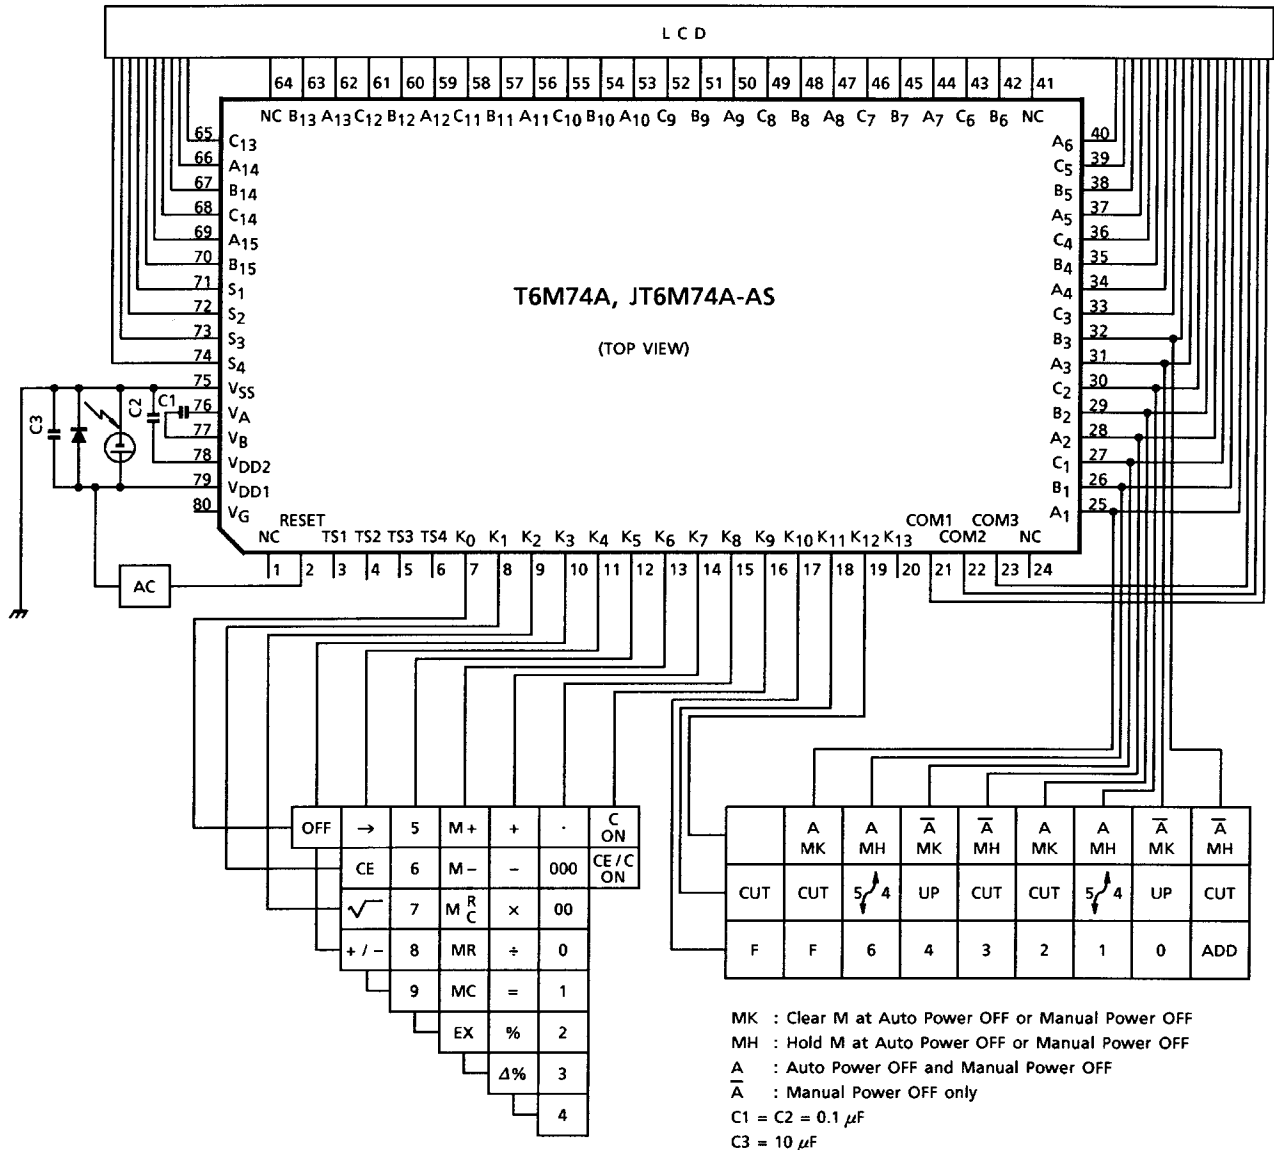 L C D
64 63 62 61 60 59 58 57 56 55 54 53 52 51 50 49 48 47 46 45 44 43 42 41
NC B13 A13 C12 B12 A12 C11 B11 A11 C10 B10 A10 C9 B9 A9 C8 B8 A8 C7 B7 A7 C6 B6 NC
65 C13 A6 40
66 A14 C5 39
67 B14 B5 38
68 C14 A5 37
69 A15 C4 36
70 B15 B4 35
71 S1 A4 34
72 S2 C3 33
73 S3 B3 32
74 S4 A3 31
75 VSS C2 30
76 VA B2 29
77 VB A2 28
78 VDD2 C1 27
79 VDD1 B1 26
80 VG A1 25
T6M74A, JT6M74A-AS
(TOP VIEW)
C3 C2 C1
NC RESET TS1 TS2 TS3 TS4 K0 K1 K2 K3 K4 K5 K6 K7 K8 K9 K10 K11 K12 K13 COM1 COM2 COM3 NC
1 2 3 4 5 6 7 8 9 10 11 12 13 14 15 16 17 18 19 20 21 22 23 24
AC
OFF → 5 M+ + · C ON
CE 6 M− − 000 CE/C ON
√ 7 M R C × 00
+/− 8 MR ÷ 0
9 MC = 1
EX % 2
Δ% 3
4
A MK A MH A̅ MK A̅ MH A MK A MH A̅ MK A̅ MH
CUT CUT 5 4 UP CUT CUT 5 4 UP CUT
F F 6 4 3 2 1 0 ADD
MK : Clear M at Auto Power OFF or Manual Power OFF
MH : Hold M at Auto Power OFF or Manual Power OFF
A : Auto Power OFF and Manual Power OFF
A̅ : Manual Power OFF only
C1 = C2 = 0.1 μF
C3 = 10 μF